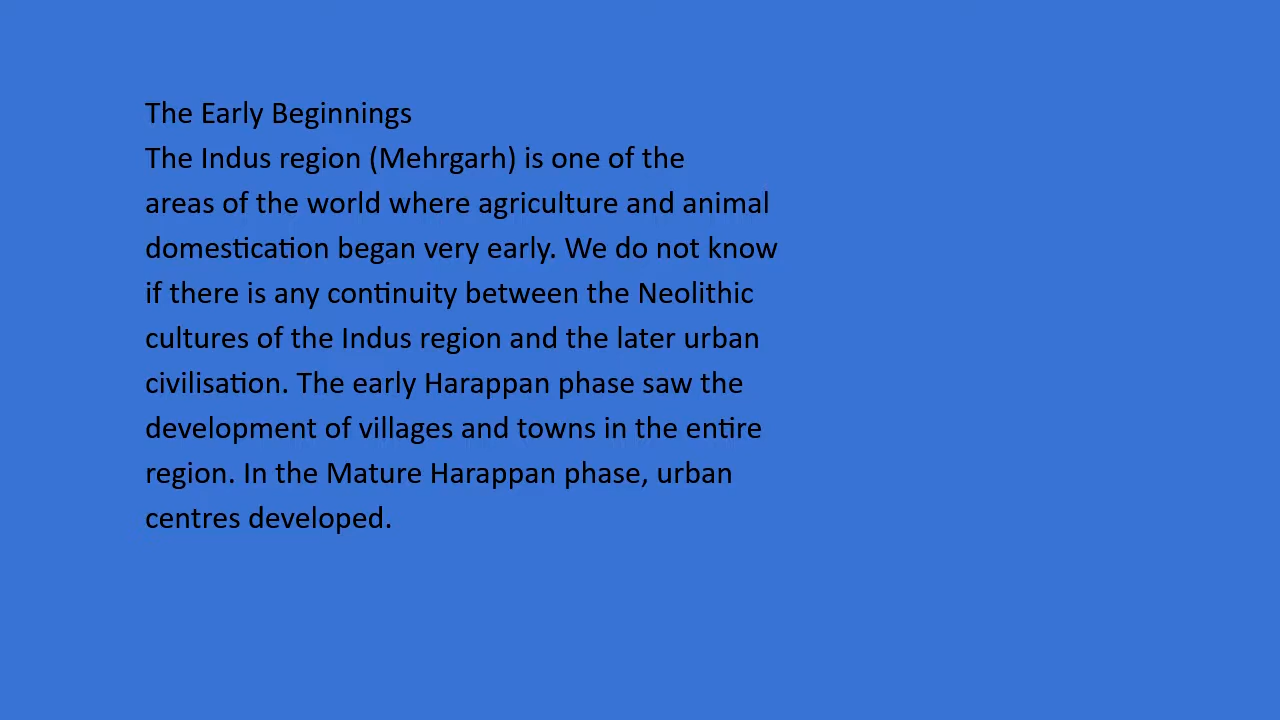 The Early Beginnings
The Indus region (Mehrgarh) is one of the
areas of the world where agriculture and animal
domestication began very early. We do not know
if there is any continuity between the Neolithic
cultures of the Indus region and the later urban
civilisation. The early Harappan phase saw the
development of villages and towns in the entire
region. In the Mature Harappan phase, urban
centres developed.